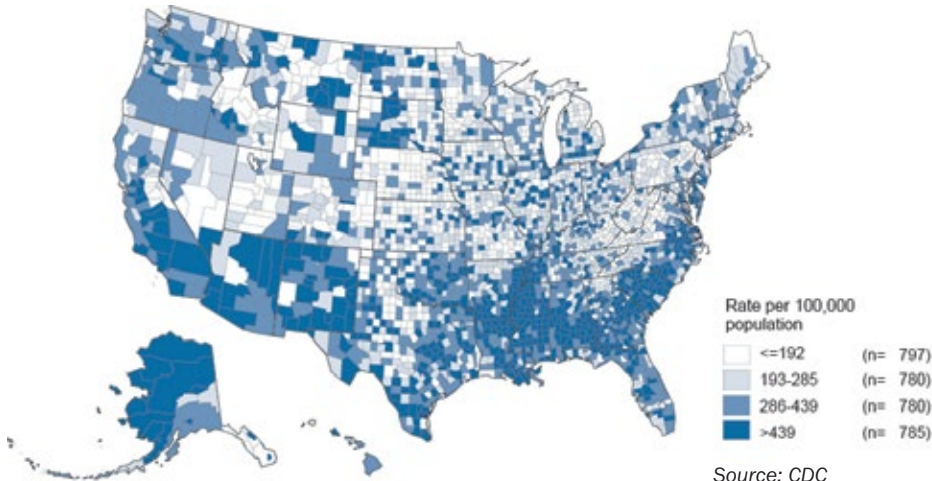 Rate per 100,000
population
<=192 (n= 797)
193-285 (n= 780)
286-439 (n= 780)
>439 (n= 785)
Source: CDC